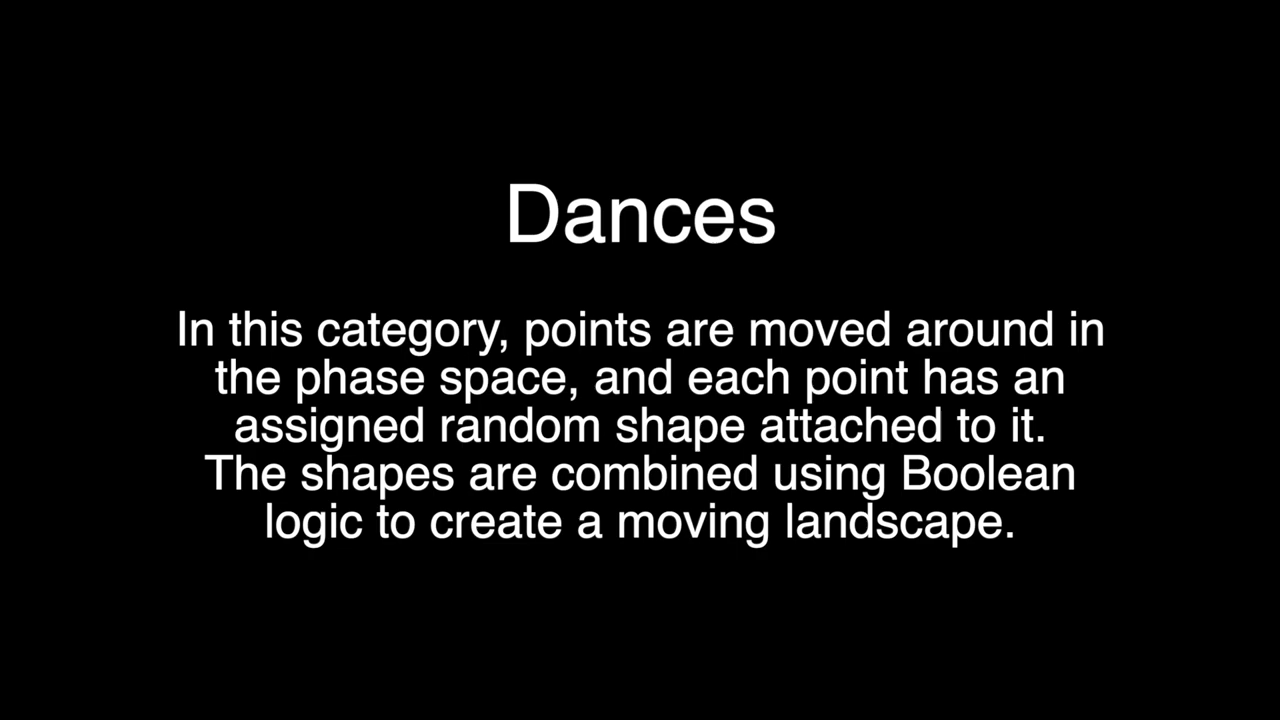 Dances
In this category, points are moved around in
the phase space, and each point has an
assigned random shape attached to it.
The shapes are combined using Boolean
logic to create a moving landscape.